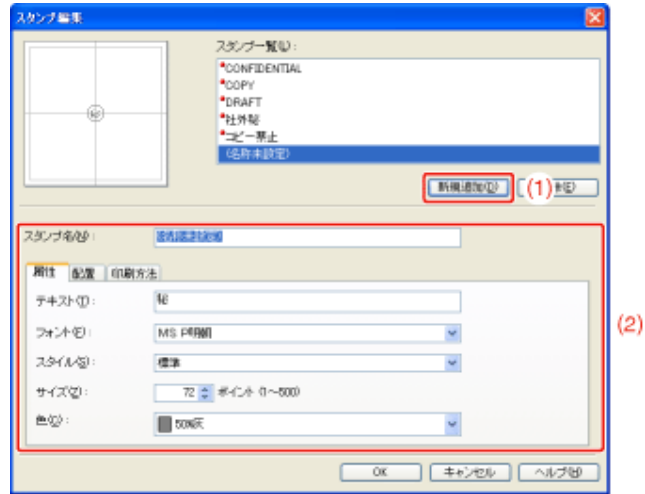 スタンプ編集
スタンプ一覧(L):
㊙
*CONFIDENTIAL
*COPY
*DRAFT
*社外秘
*コピー禁止
(名称未設定)
新規追加(D)
(1)
(E)
スタンプ名(N):
属性 配置 印刷方法
テキスト(T): 秘
フォント(F): MS P明朝
スタイル(S): 標準
サイズ(Z): 72 ポイント (1～500)
色(C): 50%灰
(2)
OK キャンセル ヘルプ(H)